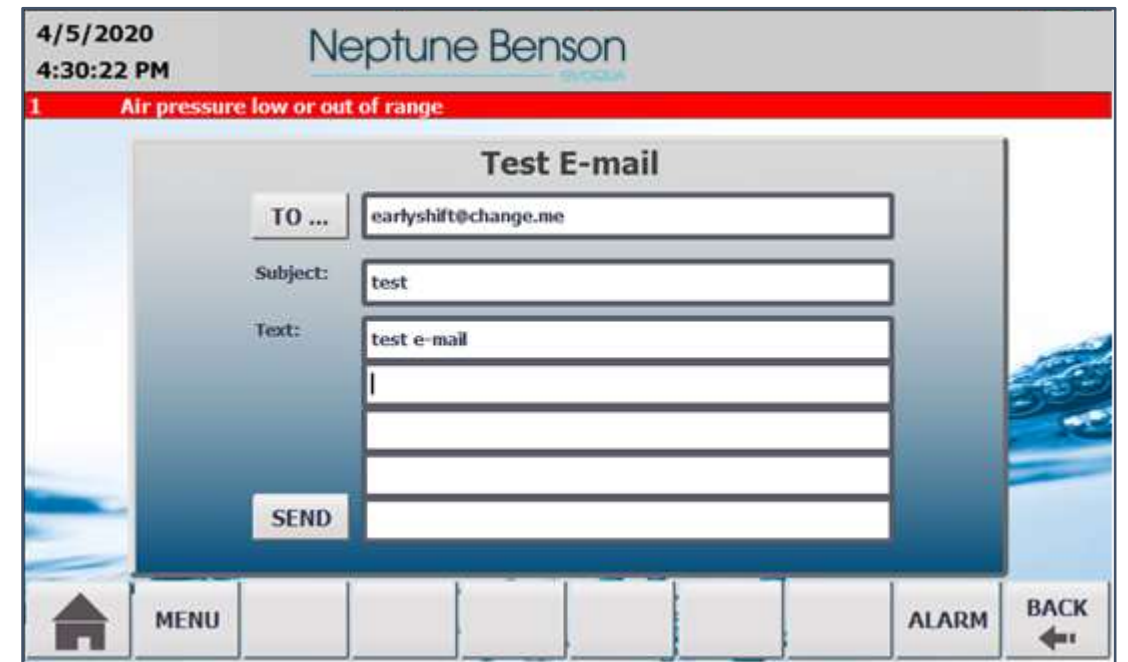 4/5/2020
4:30:22 PM
Neptune Benson
EVOQUA
1 Air pressure low or out of range
Test E-mail
TO ... earlyshift@change.me
Subject: test
Text: test e-mail
SEND
MENU
ALARM
BACK